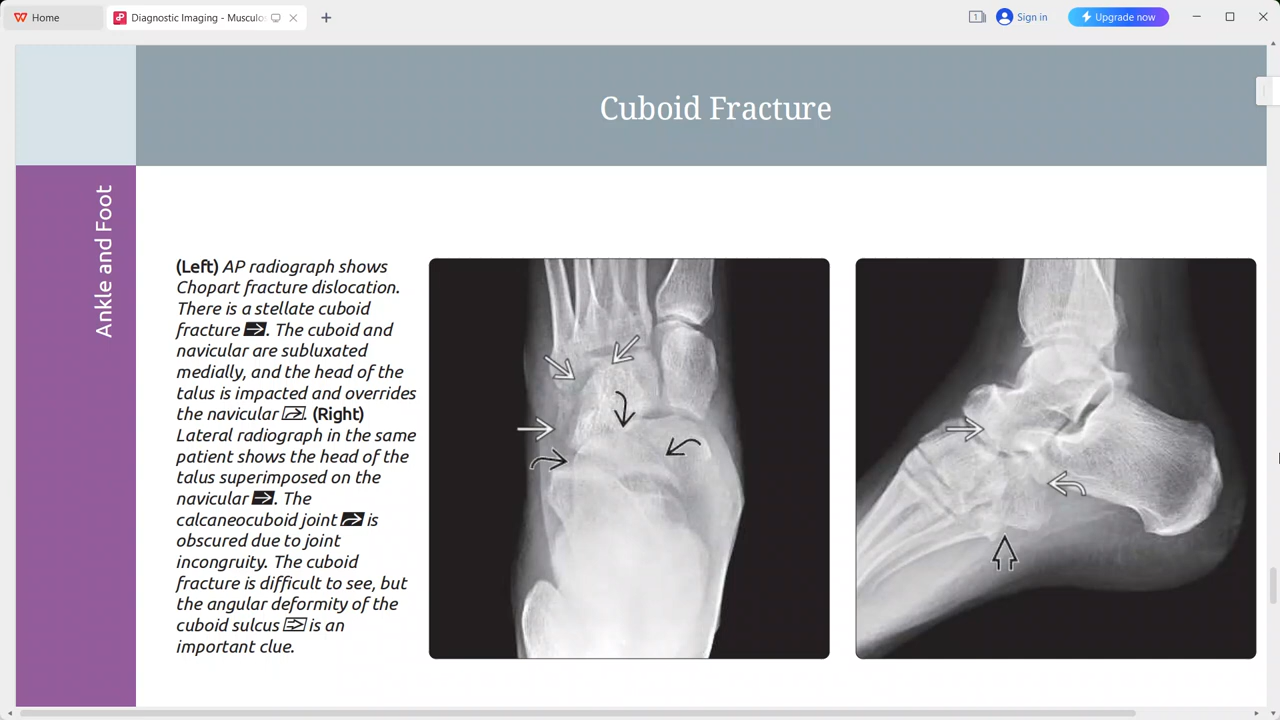 Home
Diagnostic Imaging - Musculo
1
Sign in
Upgrade now
Cuboid Fracture
Ankle and Foot
(Left) AP radiograph shows
Chopart fracture dislocation.
There is a stellate cuboid
fracture. The cuboid and
navicular are subluxated
medially, and the head of the
talus is impacted and overrides
the navicular. (Right)
Lateral radiograph in the same
patient shows the head of the
talus superimposed on the
navicular. The
calcaneocuboid joint is
obscured due to joint
incongruity. The cuboid
fracture is difficult to see, but
the angular deformity of the
cuboid sulcus is an
important clue.